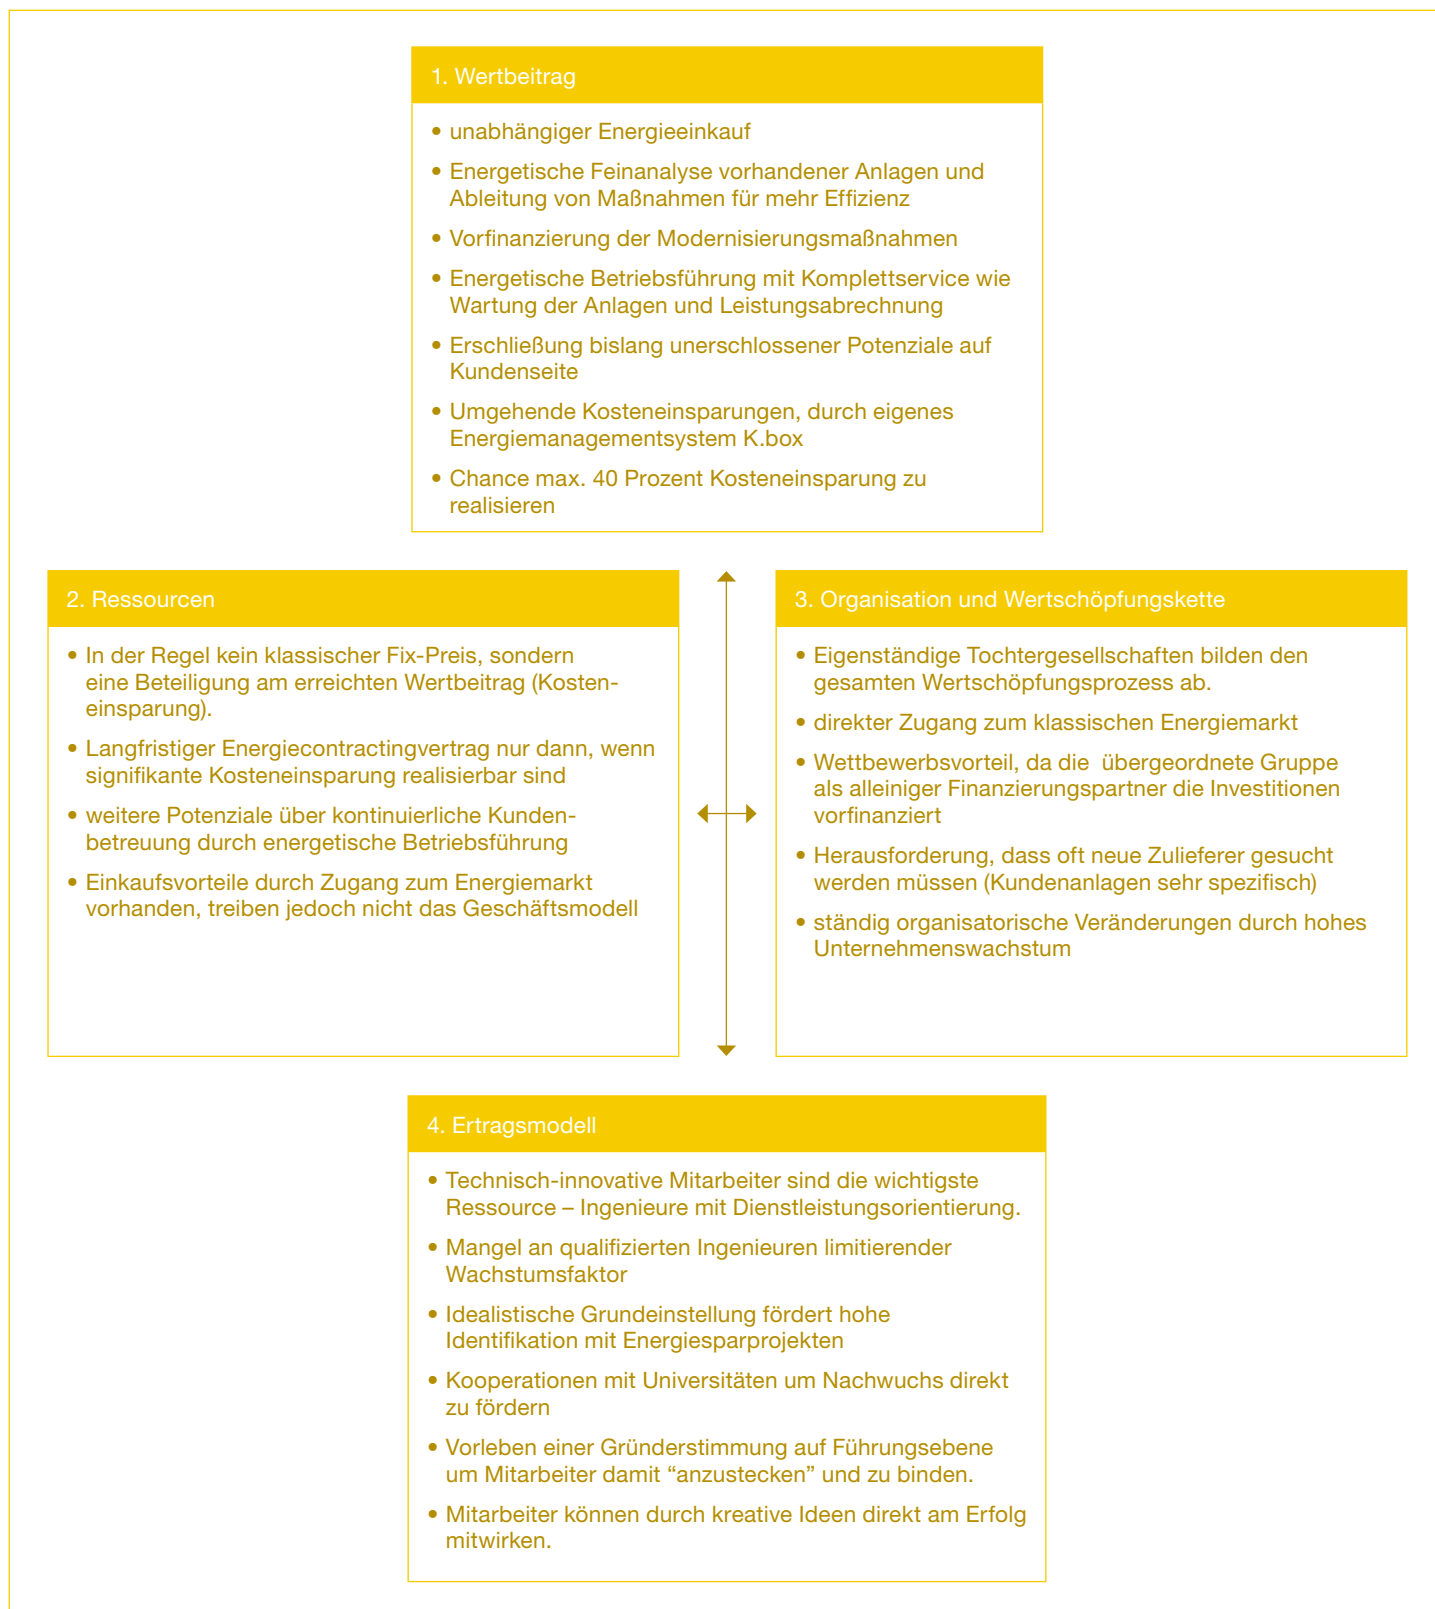 1. Wertbeitrag
• unabhängiger Energieeinkauf
• Energetische Feinanalyse vorhandener Anlagen und
Ableitung von Maßnahmen für mehr Effizienz
• Vorfinanzierung der Modernisierungsmaßnahmen
• Energetische Betriebsführung mit Komplettservice wie
Wartung der Anlagen und Leistungsabrechnung
• Erschließung bislang unerschlossener Potenziale auf
Kundenseite
• Umgehende Kosteneinsparungen, durch eigenes
Energiemanagementsystem K.box
• Chance max. 40 Prozent Kosteneinsparung zu
realisieren
2. Ressourcen
• In der Regel kein klassischer Fix-Preis, sondern
eine Beteiligung am erreichten Wertbeitrag (Kosten-
einsparung).
• Langfristiger Energiecontractingvertrag nur dann, wenn
signifikante Kosteneinsparung realisierbar sind
• weitere Potenziale über kontinuierliche Kunden-
betreuung durch energetische Betriebsführung
• Einkaufsvorteile durch Zugang zum Energiemarkt
vorhanden, treiben jedoch nicht das Geschäftsmodell
3. Organisation und Wertschöpfungskette
• Eigenständige Tochtergesellschaften bilden den
gesamten Wertschöpfungsprozess ab.
• direkter Zugang zum klassischen Energiemarkt
• Wettbewerbsvorteil, da die übergeordnete Gruppe
als alleiniger Finanzierungspartner die Investitionen
vorfinanziert
• Herausforderung, dass oft neue Zulieferer gesucht
werden müssen (Kundenanlagen sehr spezifisch)
• ständig organisatorische Veränderungen durch hohes
Unternehmenswachstum
4. Ertragsmodell
• Technisch-innovative Mitarbeiter sind die wichtigste
Ressource – Ingenieure mit Dienstleistungsorientierung.
• Mangel an qualifizierten Ingenieuren limitierender
Wachstumsfaktor
• Idealistische Grundeinstellung fördert hohe
Identifikation mit Energiesparprojekten
• Kooperationen mit Universitäten um Nachwuchs direkt
zu fördern
• Vorleben einer Gründerstimmung auf Führungsebene
um Mitarbeiter damit “anzustecken” und zu binden.
• Mitarbeiter können durch kreative Ideen direkt am Erfolg
mitwirken.